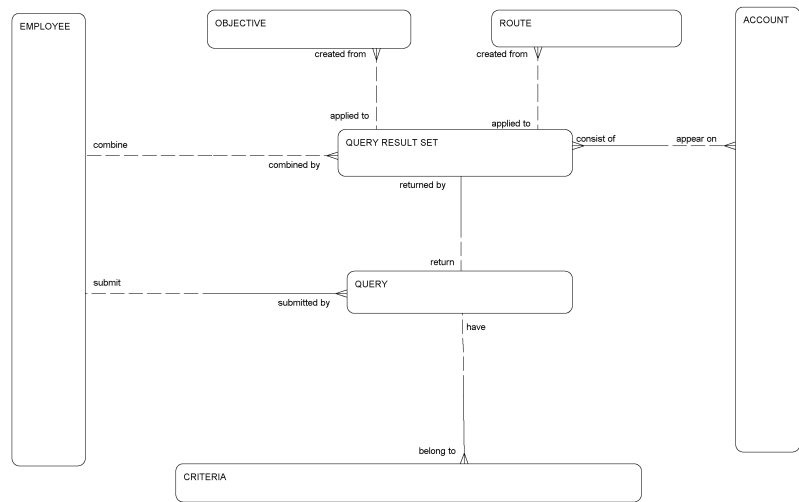 EMPLOYEE
OBJECTIVE
ROUTE
ACCOUNT
created from
created from
applied to
applied to
combine
QUERY RESULT SET
consist of
appear on
combined by
returned by
return
submit
QUERY
submitted by
have
belong to
CRITERIA